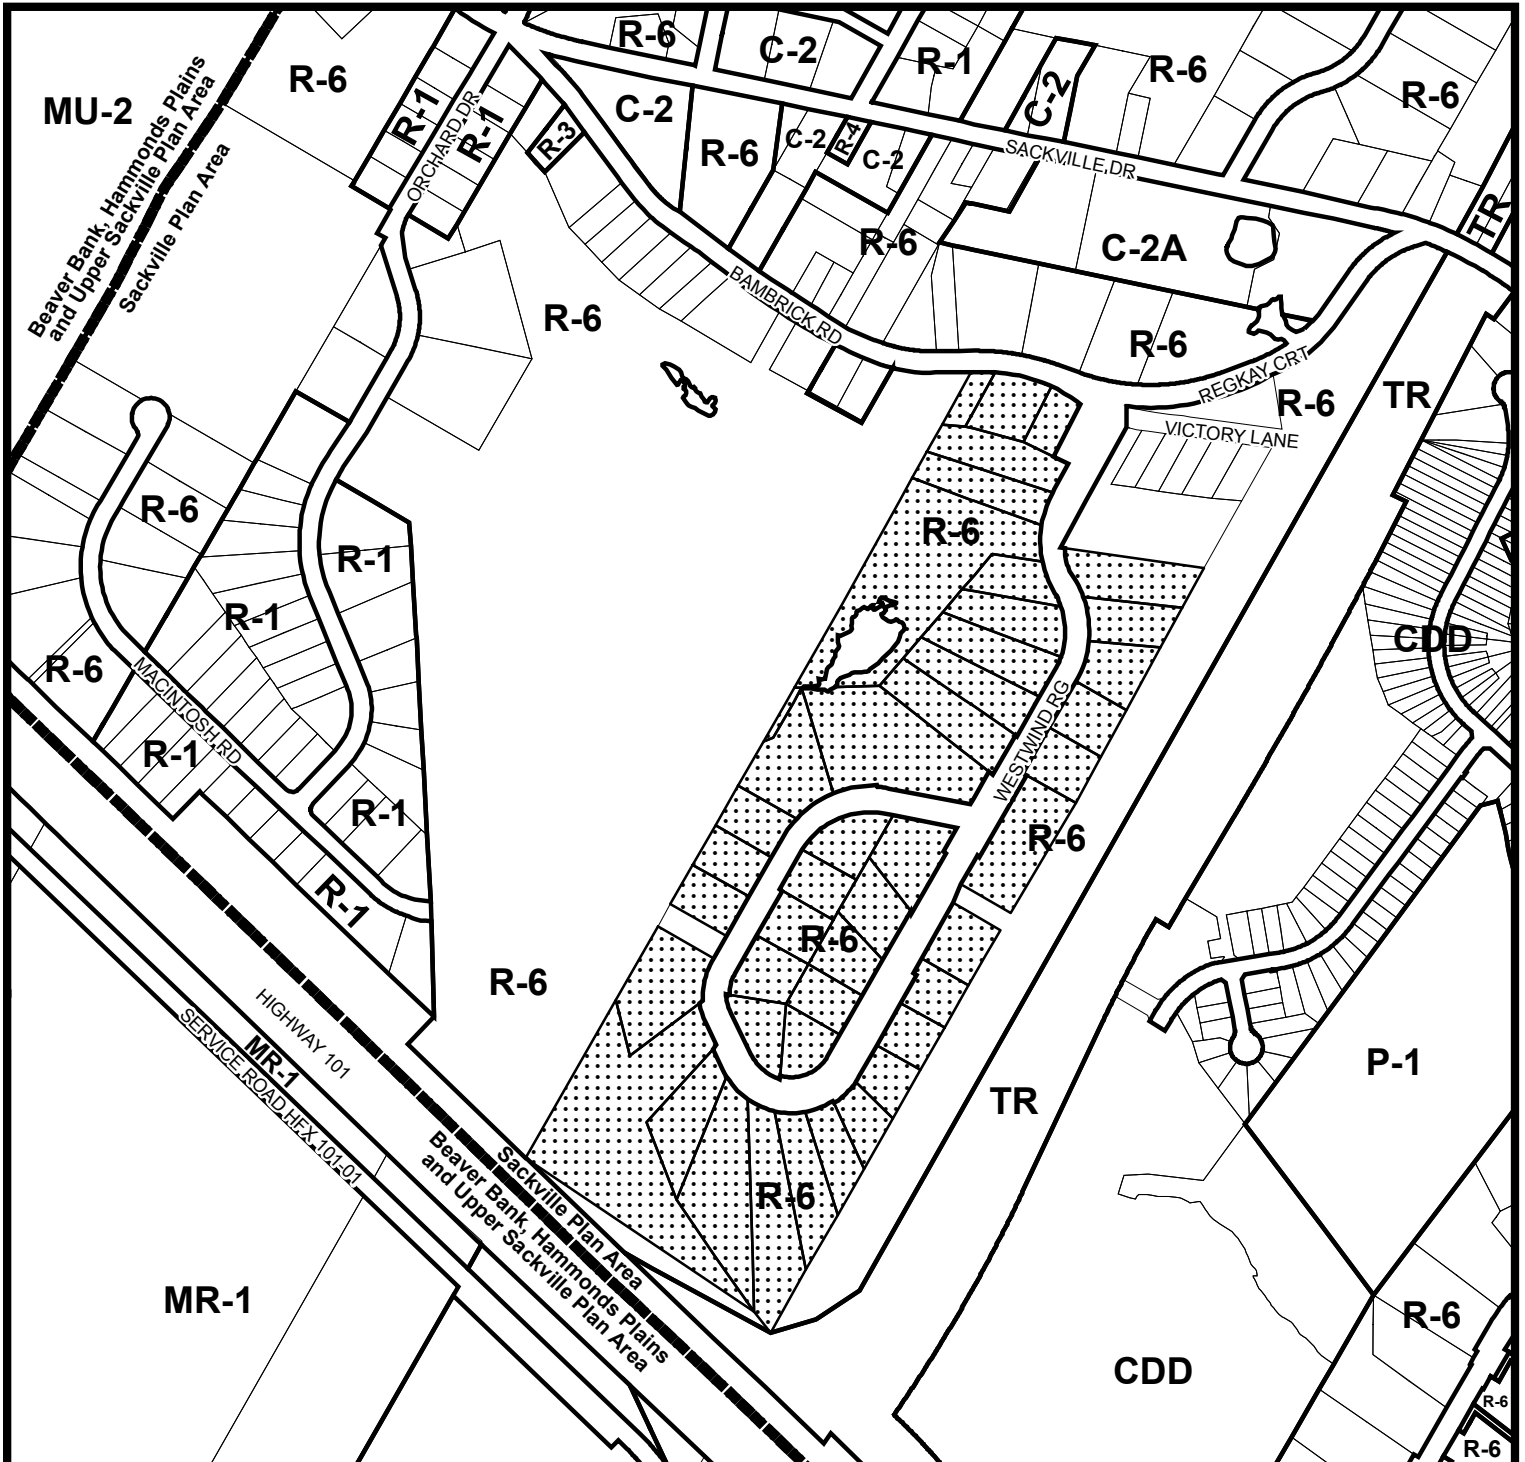 R-6
C-2
R-1
R-6
R-6
R-6
MU-2
Beaver Bank, Hammonds Plains
and Upper Sackville Plan Area
Sackville Plan Area
R-1
ORCHARD DR
R-1
R-3
C-2
R-6
C-2
R-4
C-2
C-2
SACKVILLE DR
TR
R-6
C-2A
R-6
BAMBRICK RD
R-6
REGKAY CRT
R-6
TR
VICTORY LANE
R-6
R-6
R-1
R-1
CDD
R-6
MACINTOSH RD
R-1
WESTWIND RG
R-1
R-6
R-1
R-6
R-6
HIGHWAY 101
MR-1
SERVICE ROAD HFX 101-01
P-1
TR
Sackville Plan Area
Beaver Bank, Hammonds Plains
and Upper Sackville Plan Area
R-6
MR-1
R-6
CDD
R-6
R-6